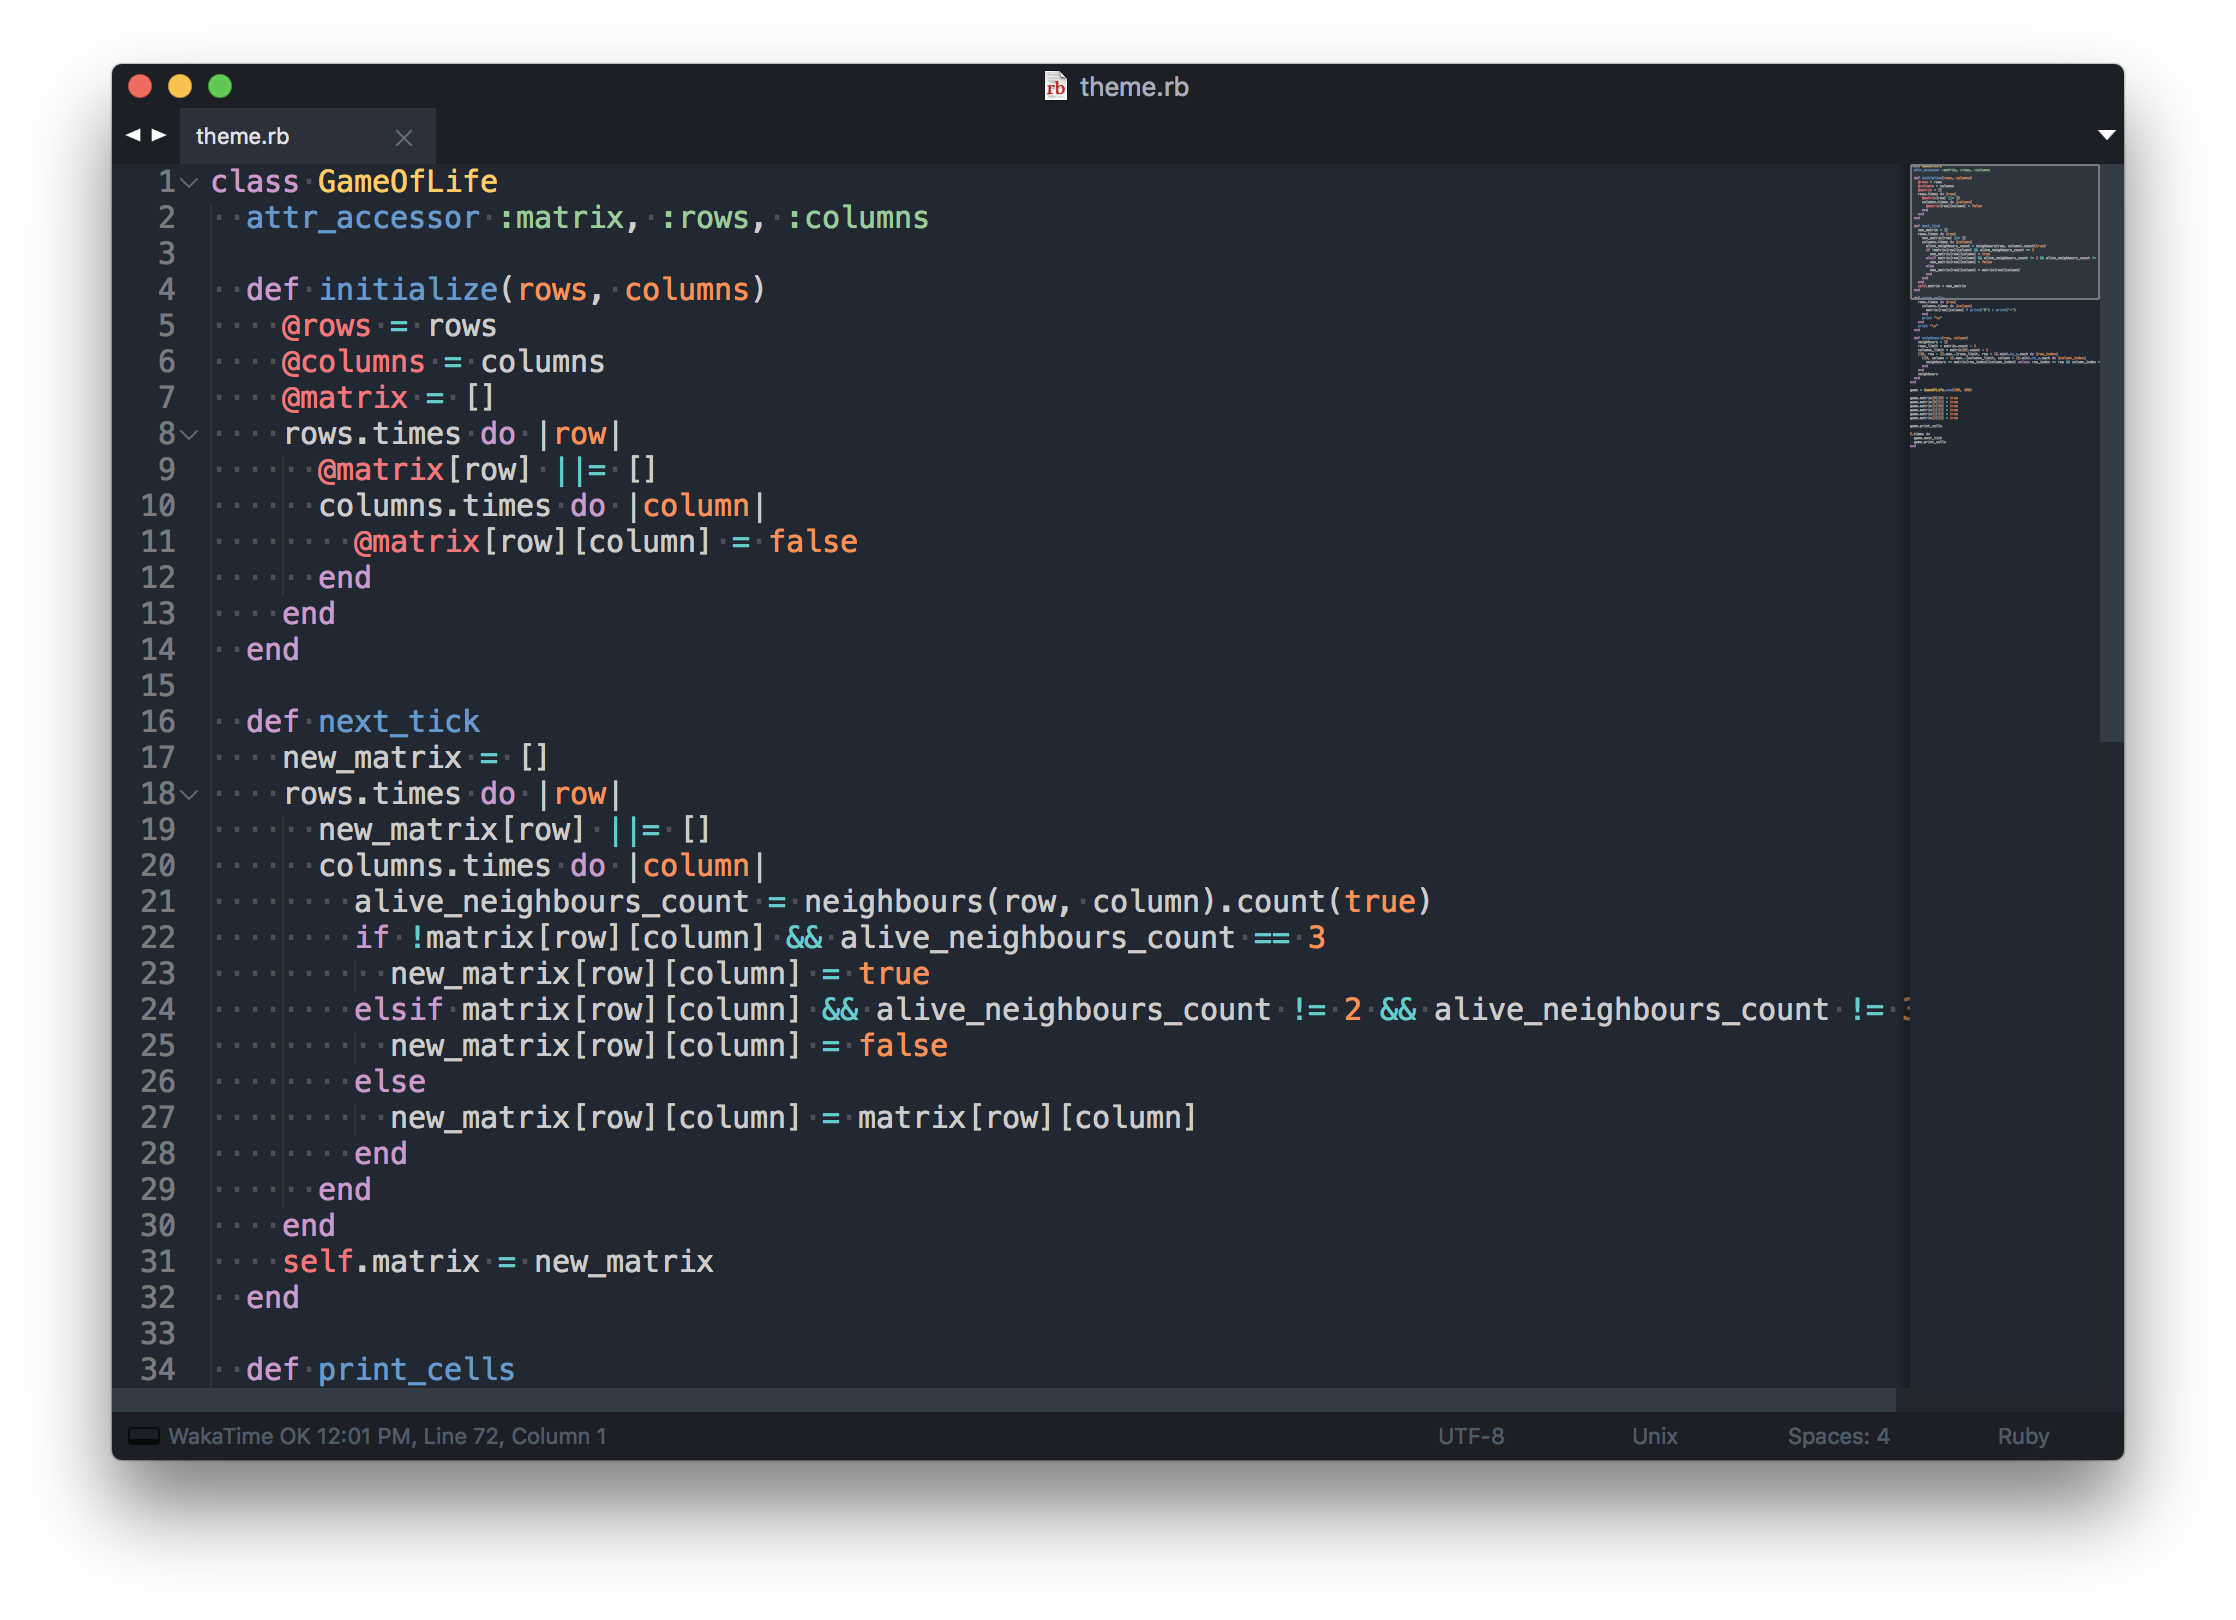 rb theme.rb
theme.rb
1 class GameOfLife
2   attr_accessor :matrix, :rows, :columns
3
4   def initialize(rows, columns)
5     @rows = rows
6     @columns = columns
7     @matrix = []
8     rows.times do |row|
9       @matrix[row] ||= []
10       columns.times do |column|
11         @matrix[row][column] = false
12       end
13     end
14   end
15
16   def next_tick
17     new_matrix = []
18     rows.times do |row|
19       new_matrix[row] ||= []
20       columns.times do |column|
21         alive_neighbours_count = neighbours(row, column).count(true)
22         if !matrix[row][column] && alive_neighbours_count == 3
23           new_matrix[row][column] = true
24         elsif matrix[row][column] && alive_neighbours_count != 2 && alive_neighbours_count != 3
25           new_matrix[row][column] = false
26         else
27           new_matrix[row][column] = matrix[row][column]
28         end
29       end
30     end
31     self.matrix = new_matrix
32   end
33
34   def print_cells
WakaTime OK 12:01 PM, Line 72, Column 1 UTF-8 Unix Spaces: 4 Ruby